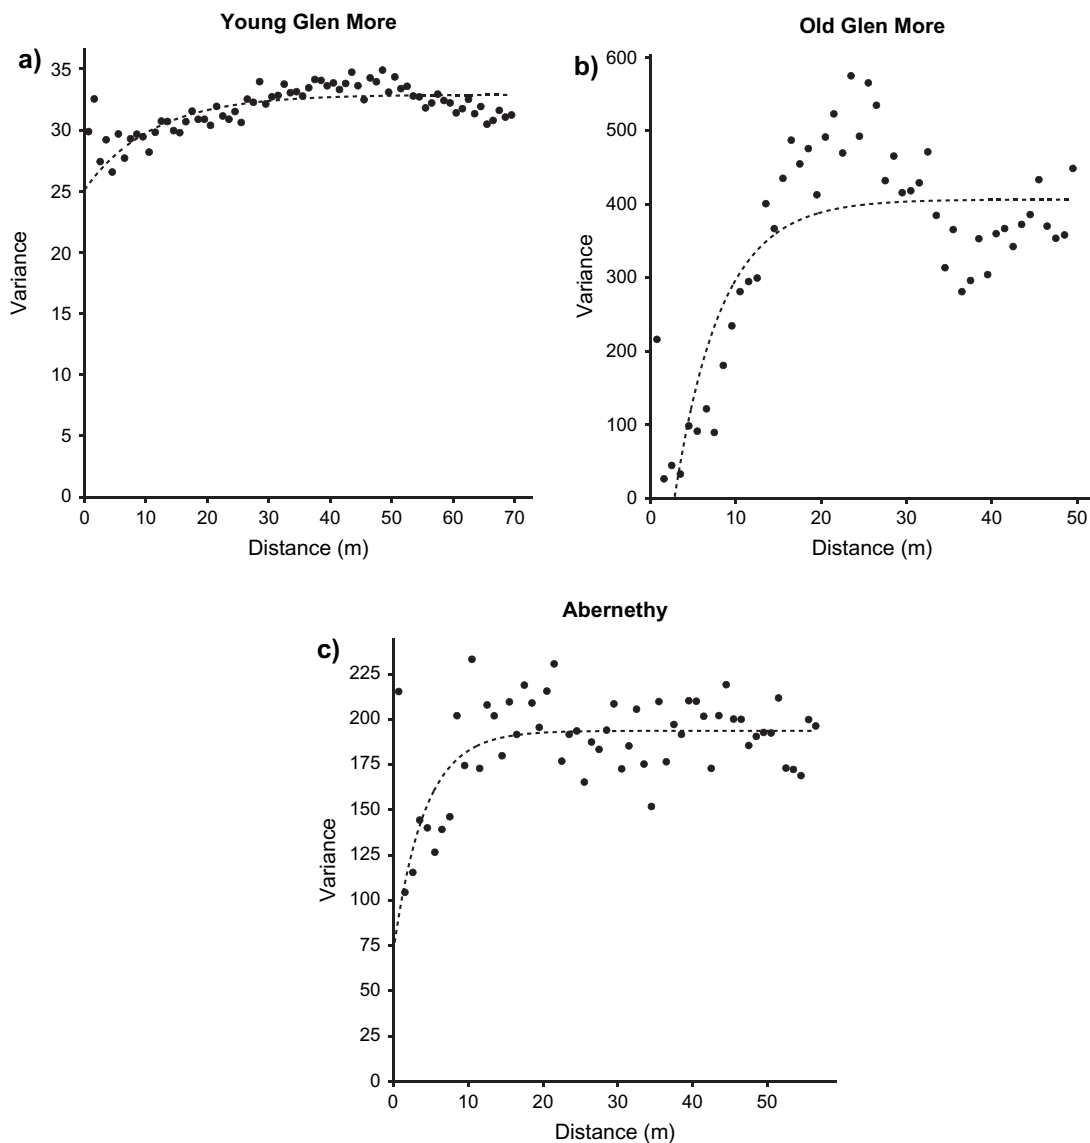 Young Glen More
a)
35
30
25
20
15
10
5
0
Variance
0 10 20 30 40 50 60 70
Distance (m)
Old Glen More
b)
600
500
400
300
200
100
0
Variance
0 10 20 30 40 50
Distance (m)
Abernethy
c)
225
200
175
150
125
100
75
50
25
0
Variance
0 10 20 30 40 50
Distance (m)